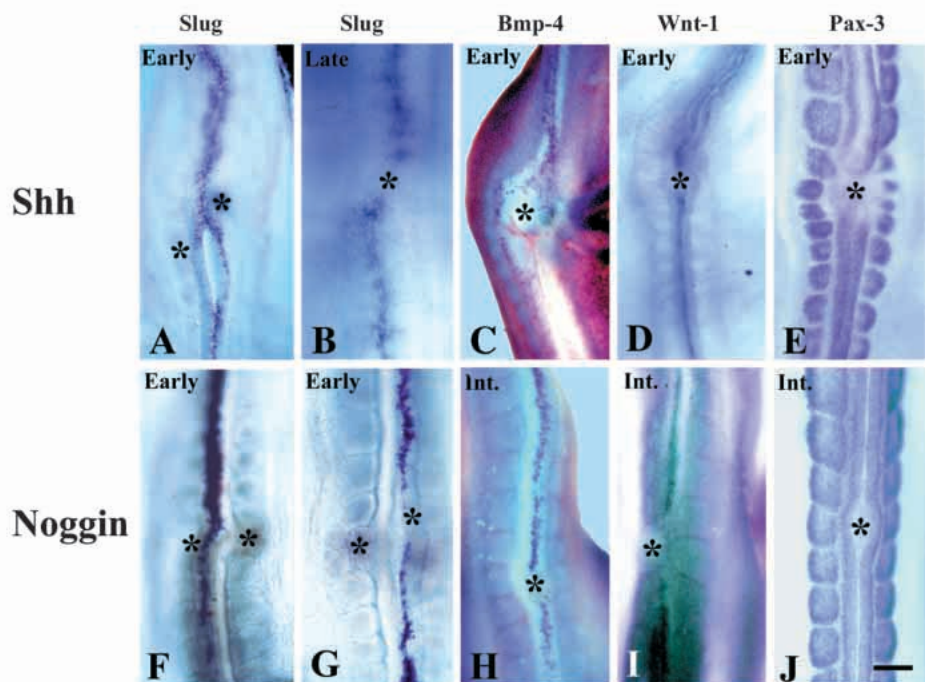 Slug Slug Bmp-4 Wnt-1 Pax-3
Shh
Early Late Early Early Early
* * * * * *
A B C D E
Noggin
Early Early Int. Int. Int.
* * * * * * *
F G H I J